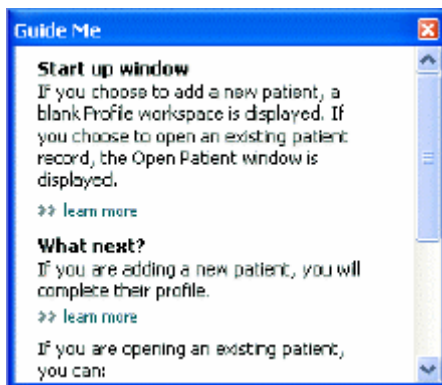 Guide Me
Start up window
If you choose to add a new patient, a
blank Profile workspace is displayed. If
you choose to open an existing patient
record, the Open Patient window is
displayed.
>> learn more
What next?
If you are adding a new patient, you will
complete their profile.
>> learn more
If you are opening an existing patient,
you can: